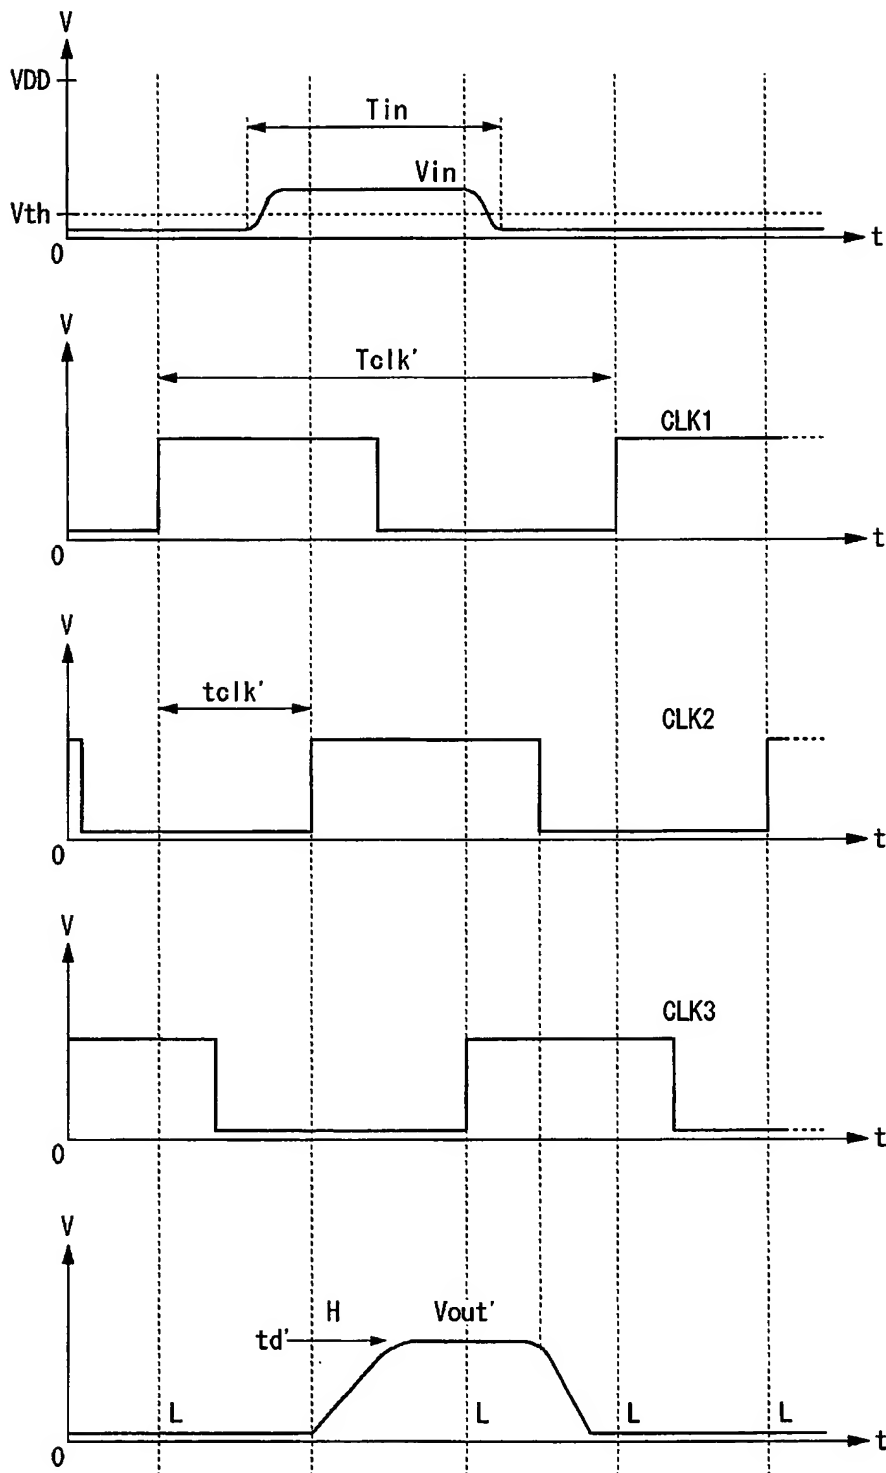 V
VDD
Tin
Vin
Vth
0
t
V
Tclk'
CLK1
0
t
V
tclk'
CLK2
0
t
V
CLK3
0
t
V
H
Vout'
td'
L
L
L
L
0
t